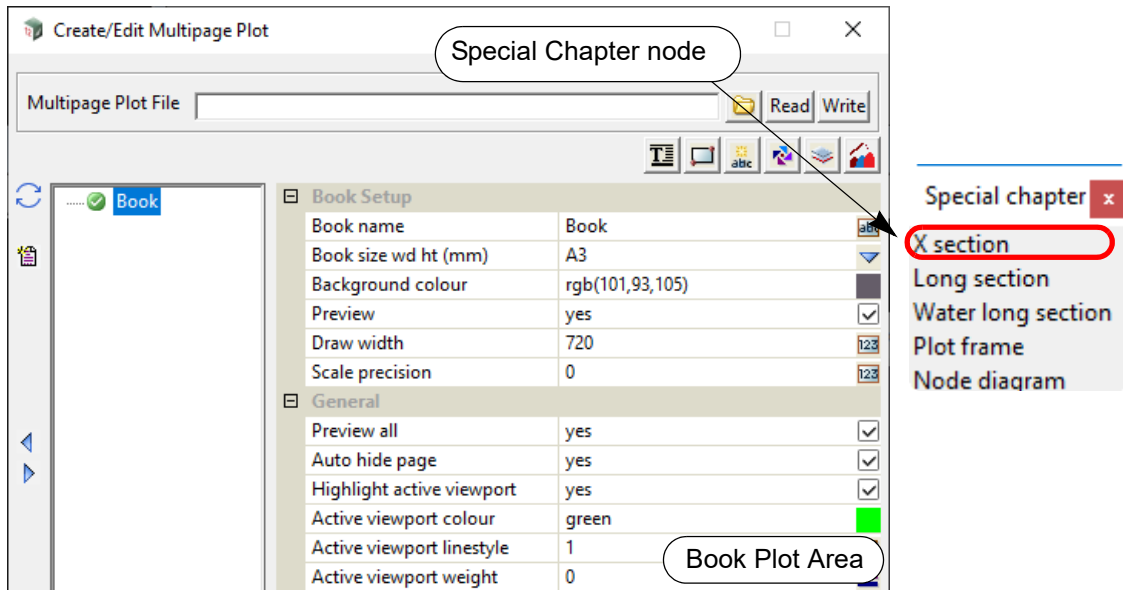 Create/Edit Multipage Plot
Special Chapter node
Multipage Plot File
Read
Write
abc
Special chapter
x
Book
Book Setup
Book name Book abc
Book size wd ht (mm) A3
Background colour rgb(101,93,105)
Preview yes
Draw width 720 123
Scale precision 0 123
General
Preview all yes
Auto hide page yes
Highlight active viewport yes
Active viewport colour green
Active viewport linestyle 1
Active viewport weight 0
Book Plot Area
X section
Long section
Water long section
Plot frame
Node diagram